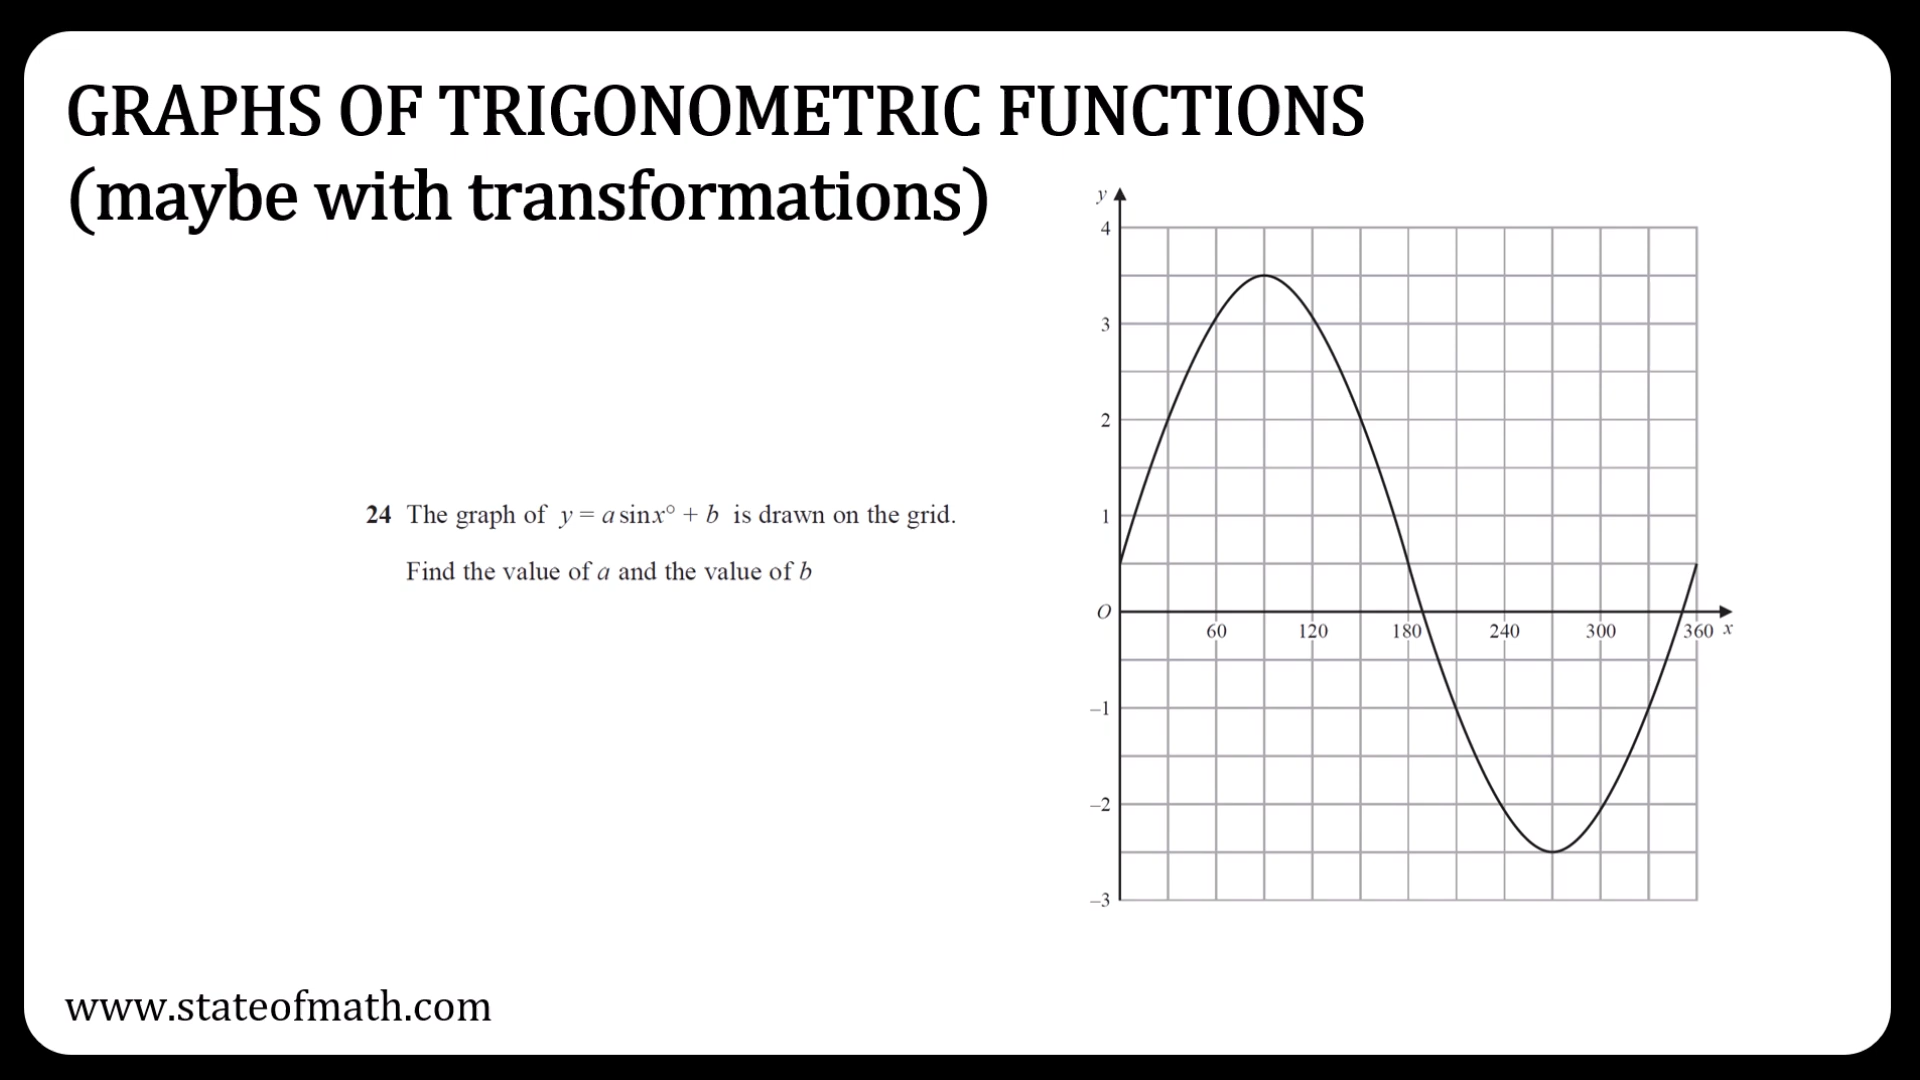 GRAPHS OF TRIGONOMETRIC FUNCTIONS
(maybe with transformations)
24 The graph of y = a sinx° + b is drawn on the grid.
Find the value of a and the value of b
y
4
3
2
1
O
60 120 180 240 300 360 x
–1
–2
–3
www.stateofmath.com